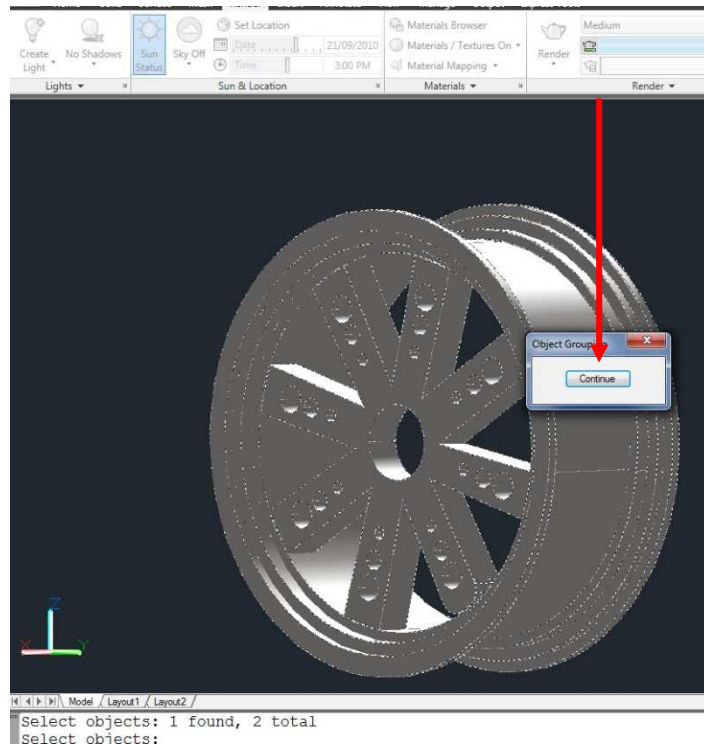 Set Location
Materials Browser
Medium
Create Light
No Shadows
Sun Status
Sky Off
Date
21/09/2010
Materials / Textures On
Render
Time
3:00 PM
Material Mapping
Lights
Sun & Location
Materials
Render
Object
Continue
Z
X
Y
Model
Layout1
Layout2
Select objects: 1 found, 2 total
Select objects: